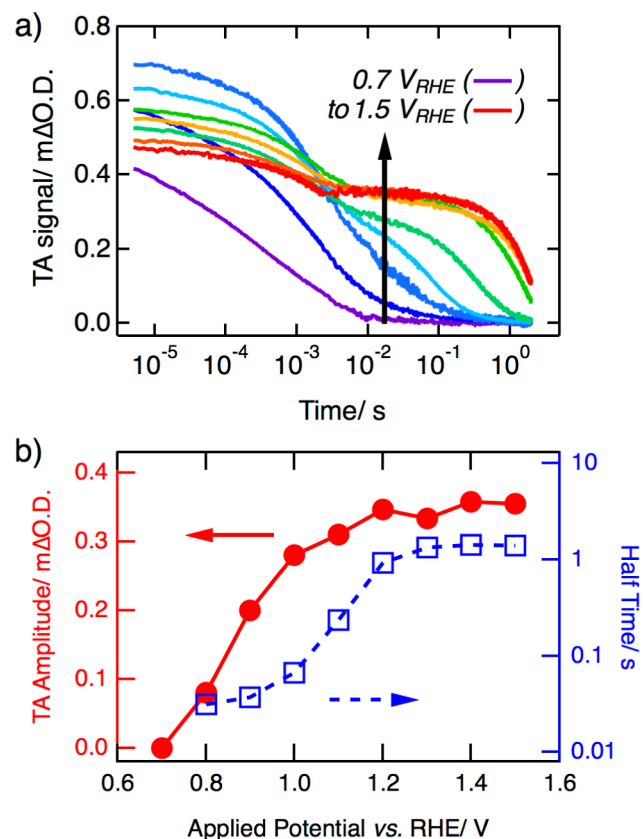 a)
TA signal/ mΔO.D.
0.8
0.6
0.4
0.2
0.0
0.7 V_RHE ( )
to 1.5 V_RHE ( )
10⁻⁵ 10⁻⁴ 10⁻³ 10⁻² 10⁻¹ 10⁰
Time/ s
b)
TA Amplitude/ mΔO.D.
0.4
0.3
0.2
0.1
0.0
10
1
0.1
0.01
Half Time/ s
0.6 0.8 1.0 1.2 1.4 1.6
Applied Potential vs. RHE/ V